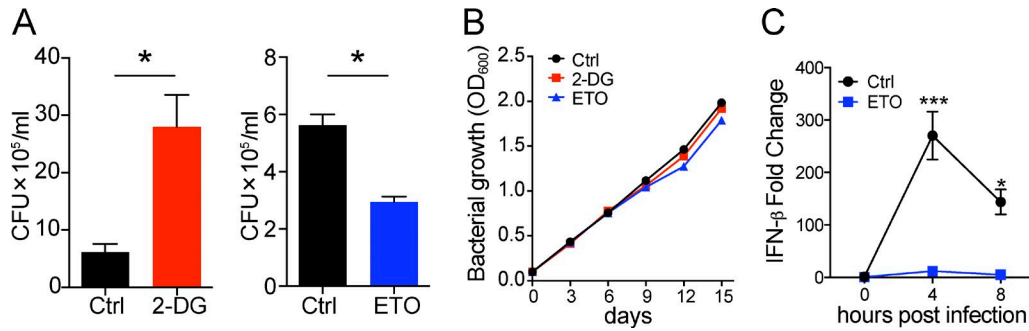 A
CFU×10⁵/ml
40
30
20
10
0
*
Ctrl 2-DG
CFU×10⁵/ml
8
6
4
2
0
*
Ctrl ETO
B
Bacterial growth (OD₆₀₀)
2.5
2.0
1.5
1.0
0.5
0.0
Ctrl
2-DG
ETO
0 3 6 9 12 15
days
C
IFN-β Fold Change
400
300
200
100
0
Ctrl
ETO
***
*
0 4 8
hours post infection